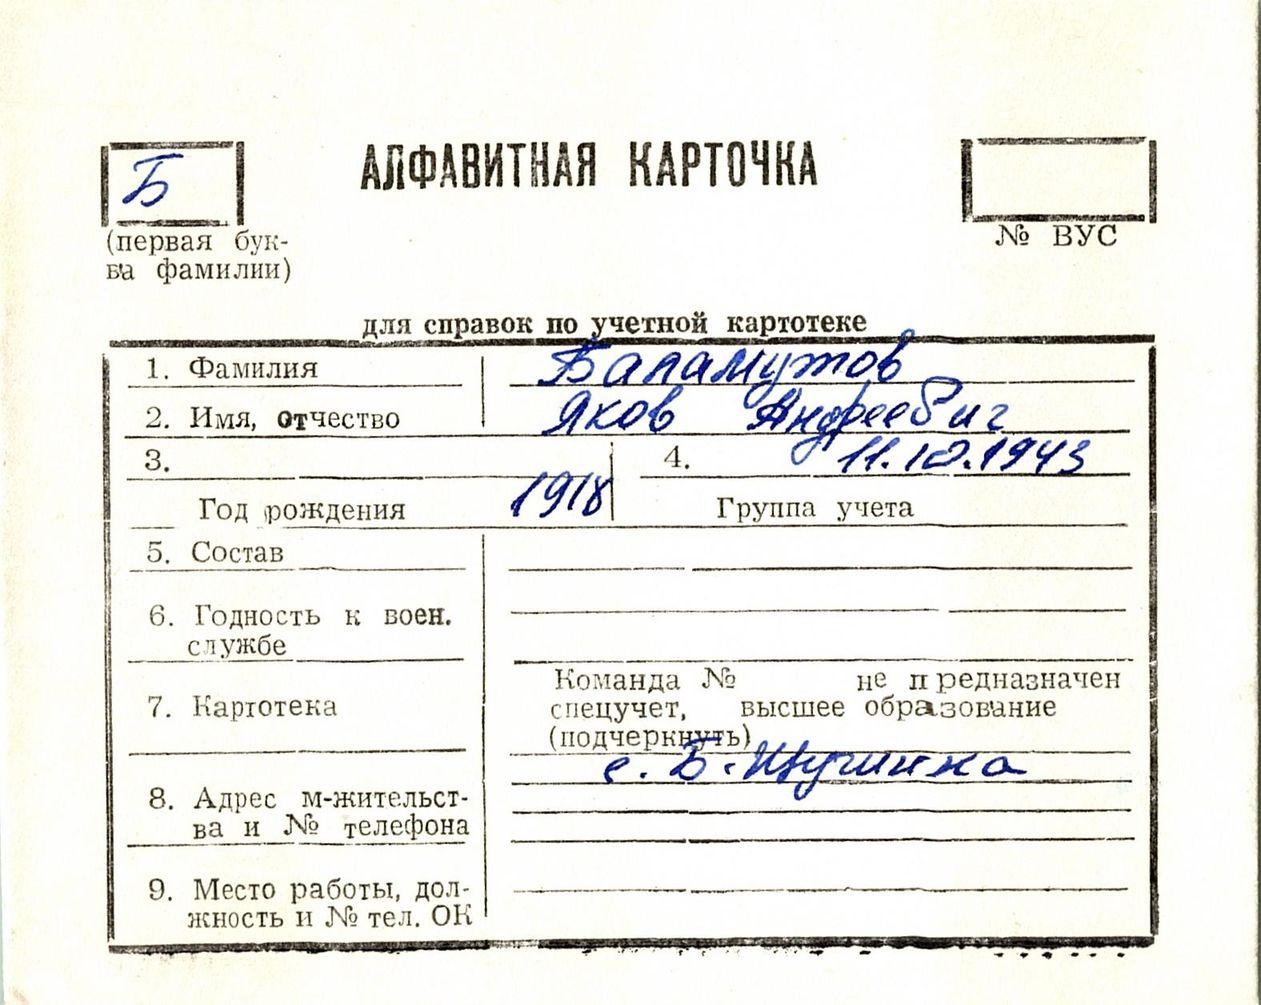 Б
АЛФАВИТНАЯ КАРТОЧКА
(первая бук-
ва фамилии)
№ ВУС
для справок по учетной картотеке
1. Фамилия Баламутов
2. Имя, отчество Яков Андреевич
3. 4. 11.10.1943
Год рождения 1918 Группа учета
5. Состав
6. Годность к воен.
службе
Команда № не предназначен
7. Картотека спецучет, высшее образование
(подчеркнуть)
с. Б. Щучинка
8. Адрес м-жительст-
ва и № телефона
9. Место работы, дол-
жность и № тел. ОК